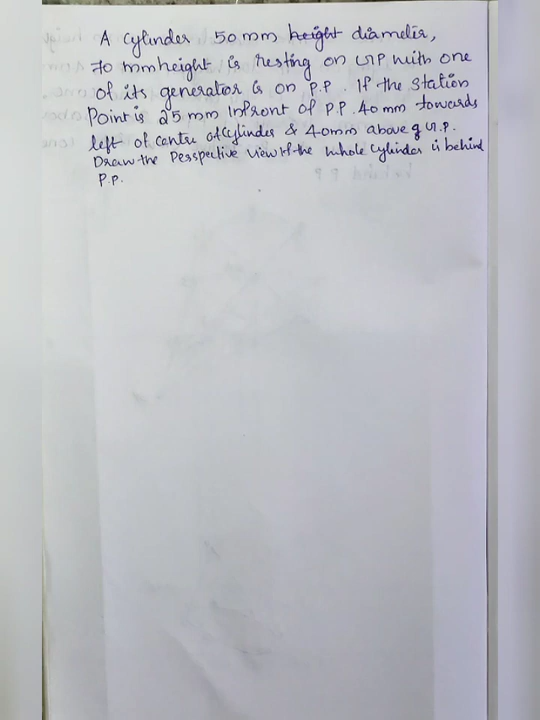 A cylinder 50 mm height diameter,
70 mm height is resting on GP with one
of its generator is on P.P. If the station
Point is 25 mm Infront of P.P. 40 mm towards
left of centre of cylinder & 40mm above of G.P.
Draw the Perspective View if the whole cylinder is behind
P.P.